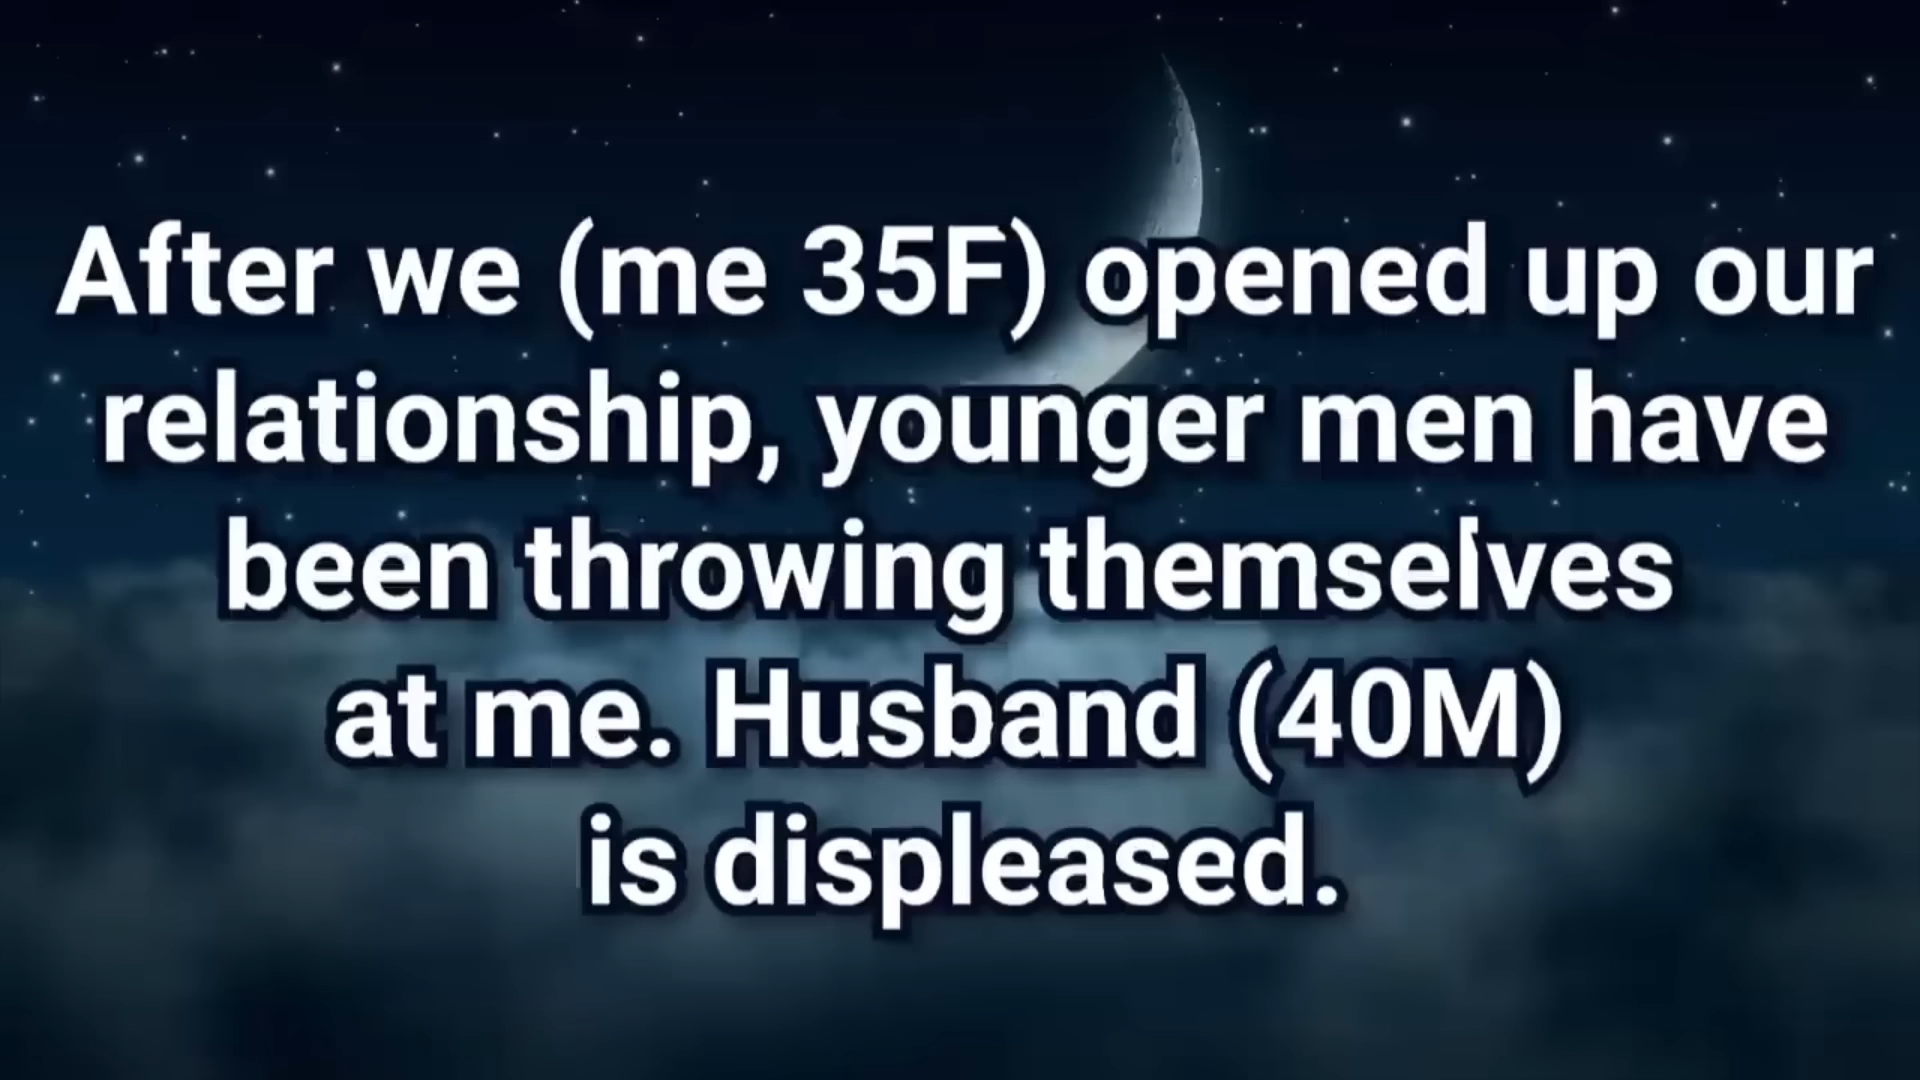 After we (me 35F) opened up our
relationship, younger men have
been throwing themselves
at me. Husband (40M)
is displeased.